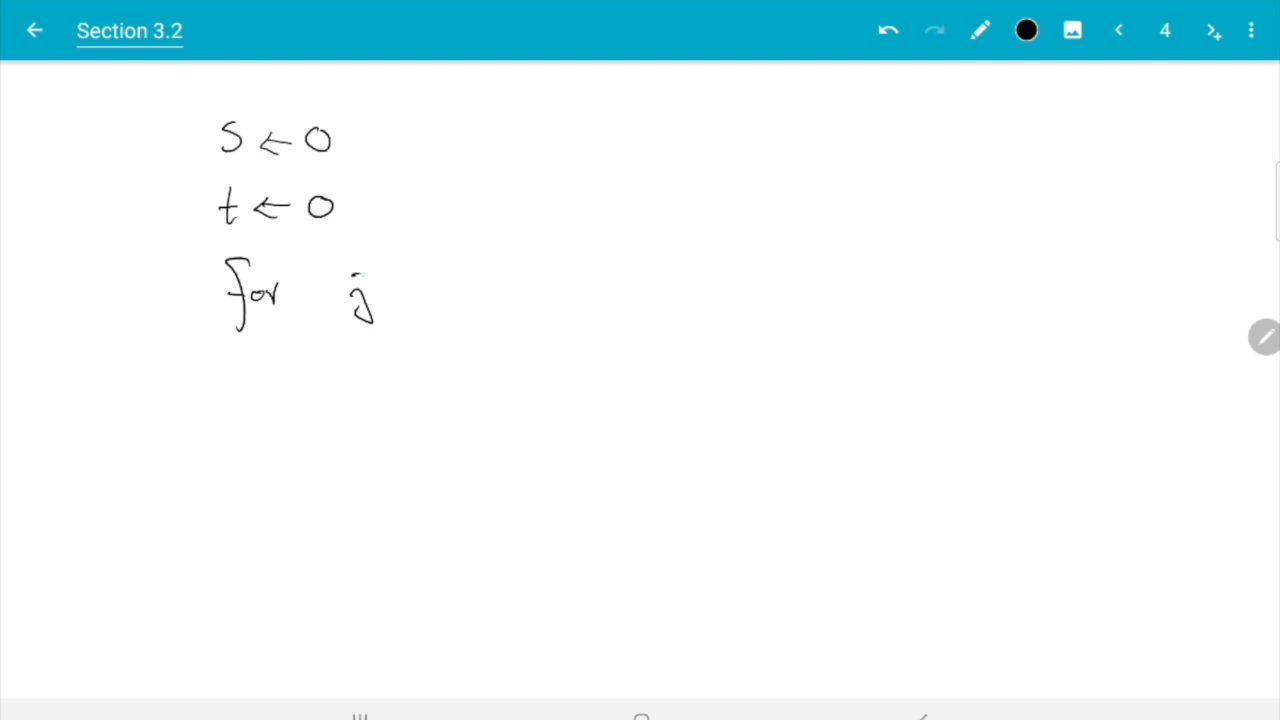 Section 3.2
4
S ← 0
t ← 0
for j